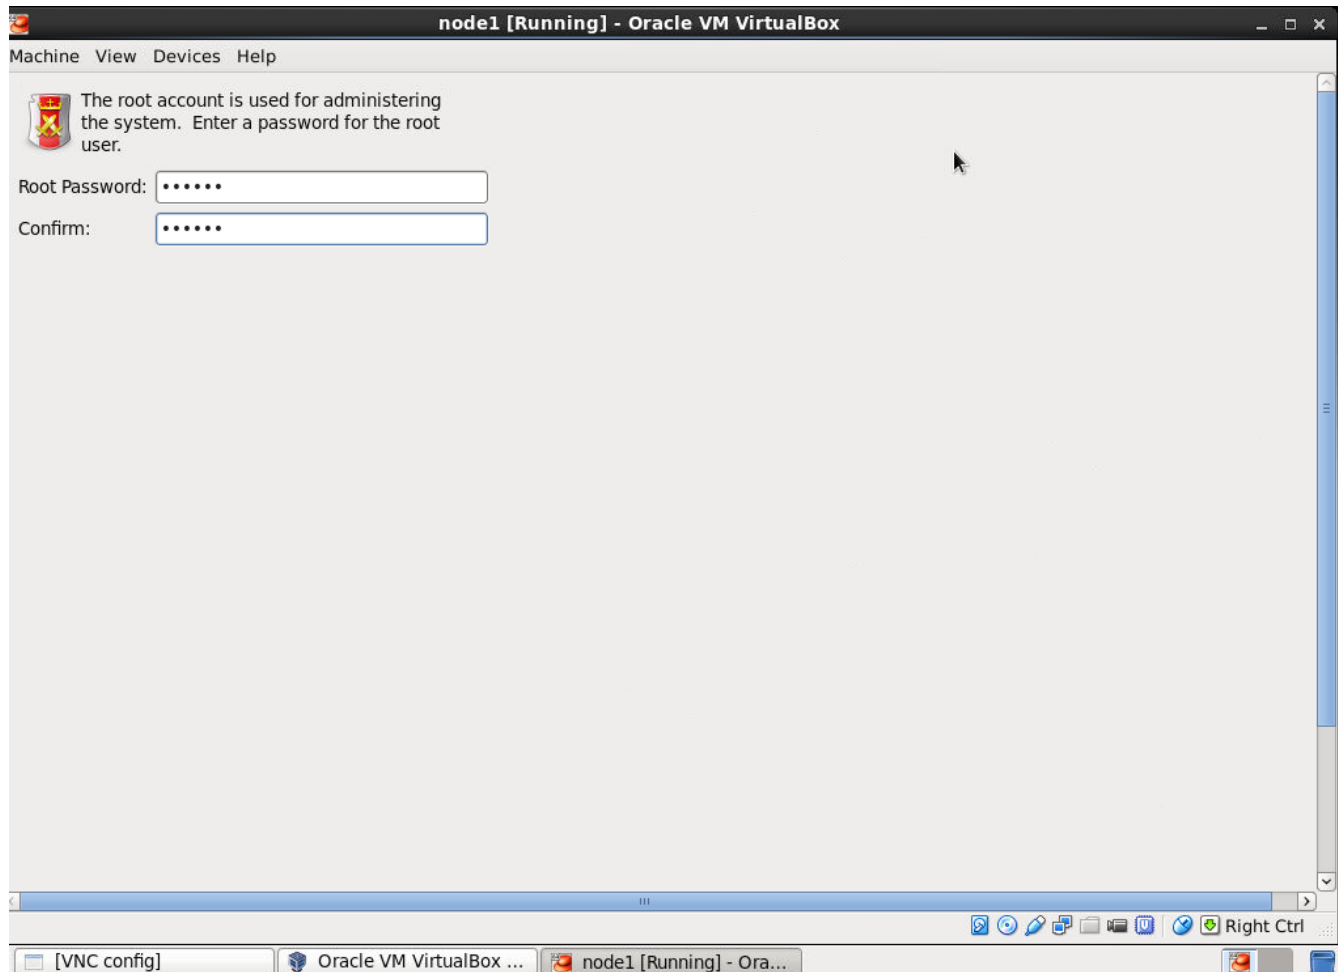 node1 [Running] - Oracle VM VirtualBox
Machine View Devices Help
The root account is used for administering
the system. Enter a password for the root
user.
Root Password: ••••••
Confirm: ••••••
Right Ctrl
[VNC config] Oracle VM VirtualBox ... node1 [Running] - Ora...